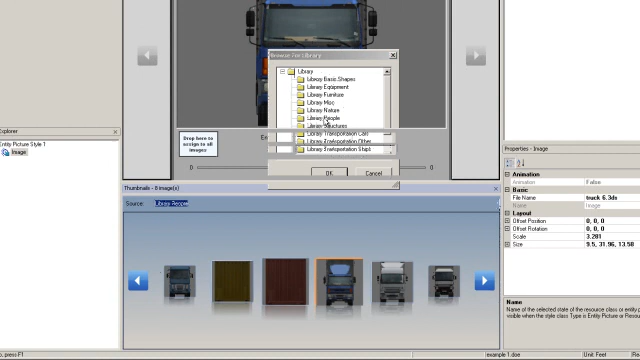 Browse For Library
Library
Library Basic Shapes
Library Equipment
Library Furniture
Library Misc
Library Nature
Library People
Library Structures
Library Transportation Cars
Library Transportation Other
Library Transportation Ships
OK
Cancel
Drop here to
assign to all
images
0
0
Explorer
Entity Picture Style 1
Image
Thumbnails - 8 image(s)
Source:
Library People
Properties - Image
Animation
Animation
False
Basic
File Name
truck 6.3ds
Name
Image
Layout
Offset Position
0, 0, 0
Offset Rotation
0, 0, 0
Scale
3.281
Size
9.5, 31.96, 13.58
Name
Name of the selected state of the resource class or entity
visible when the style class Type is Entity Picture or
, press F1
example 1.doe
Unit: Feet